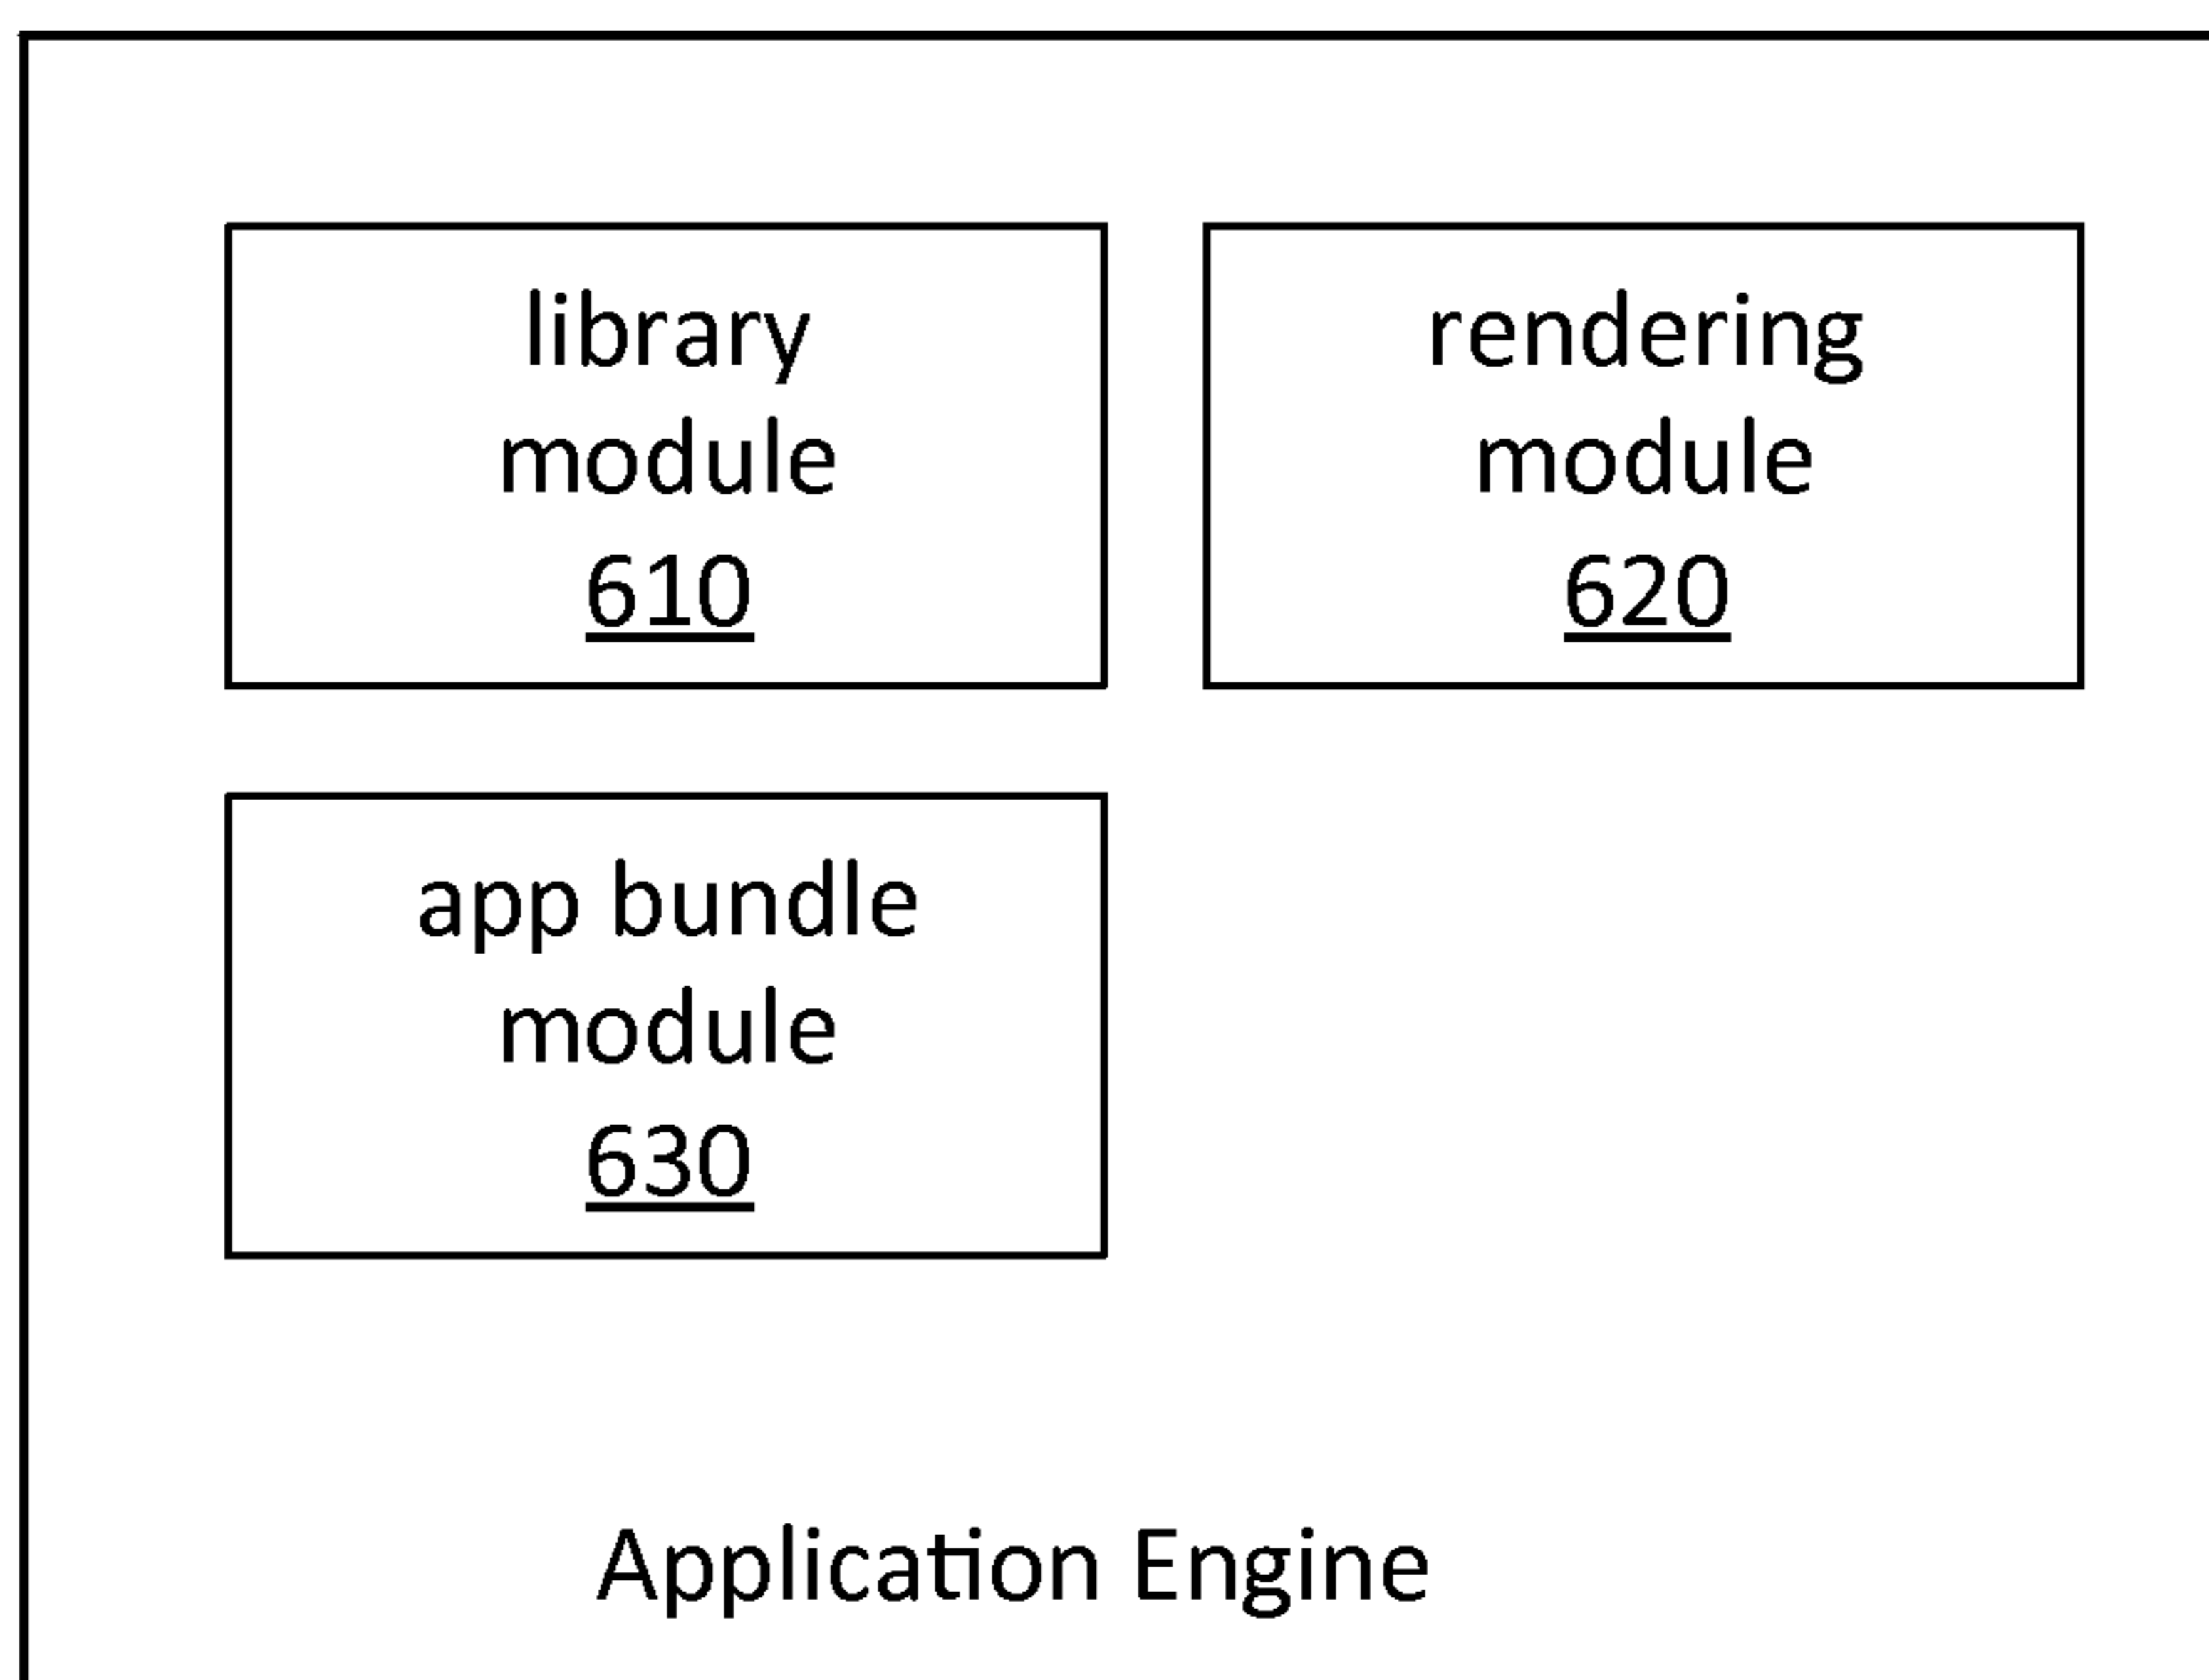 library
module
610
rendering
module
620
app bundle
module
630
Application Engine